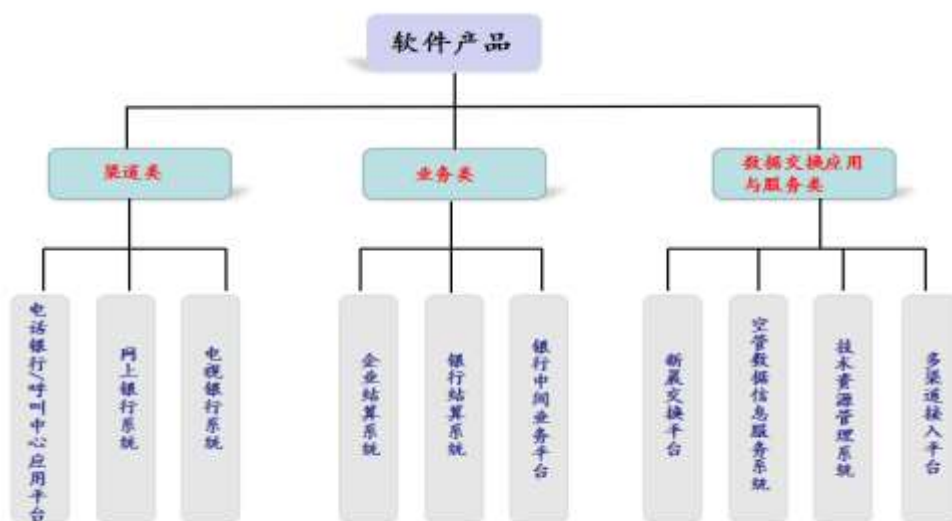 软件产品
渠道类
业务类
数据交换应用
与服务类
电话银行/呼叫中心应用平台
网上银行系统
电视银行系统
企业结算系统
银行结算系统
银行中间业务平台
新晟交换平台
空管数据信息服务系统
技术资源管理系统
多渠道接入平台